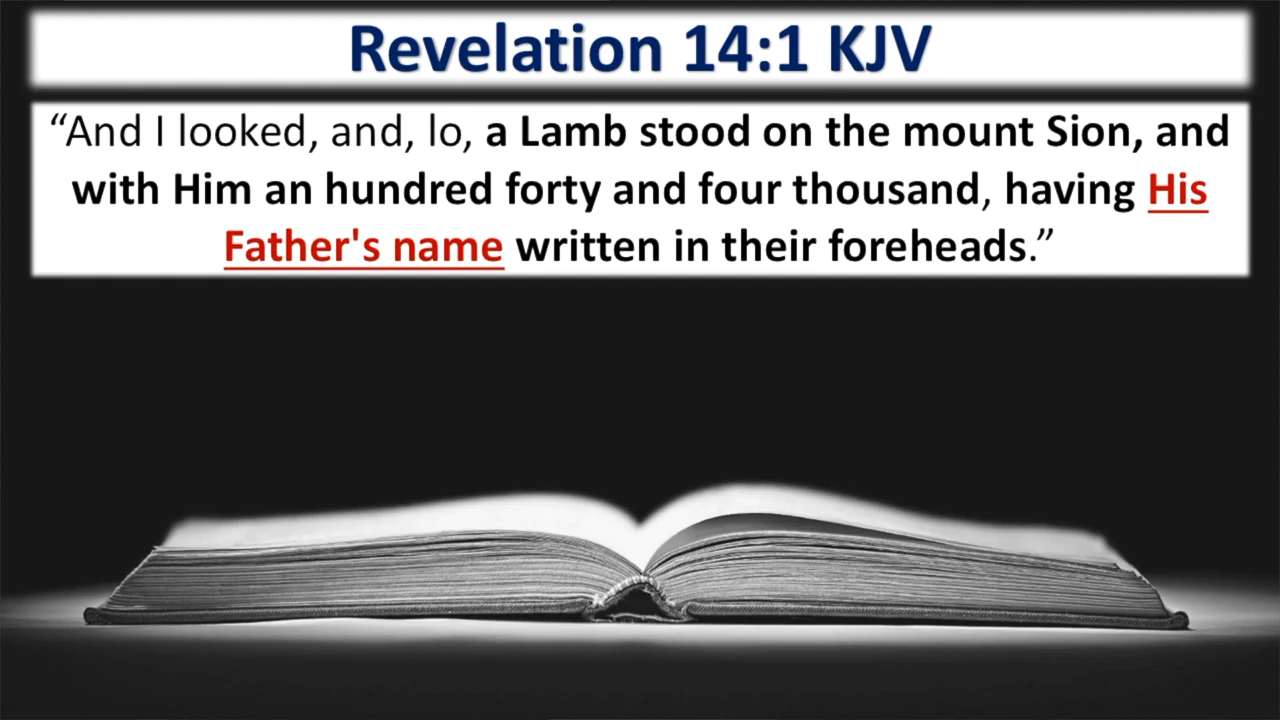 Revelation 14:1 KJV
“And I looked, and, lo, a Lamb stood on the mount Sion, and
with Him an hundred forty and four thousand, having His
Father's name written in their foreheads.”